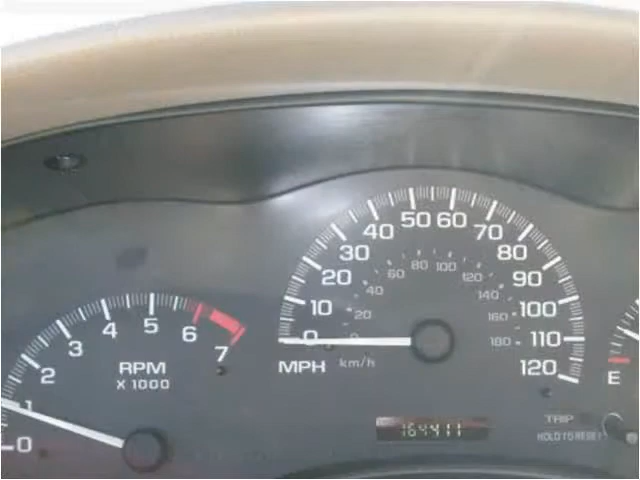 50 60
40 70
30 80
20 90
10 100
0 110
120
MPH km/h
20 40 60 80 100 120 140 160 180
0 1 2 3 4 5 6 7
RPM
X 1000
164411
E
TRIP
HOLD TO RESET